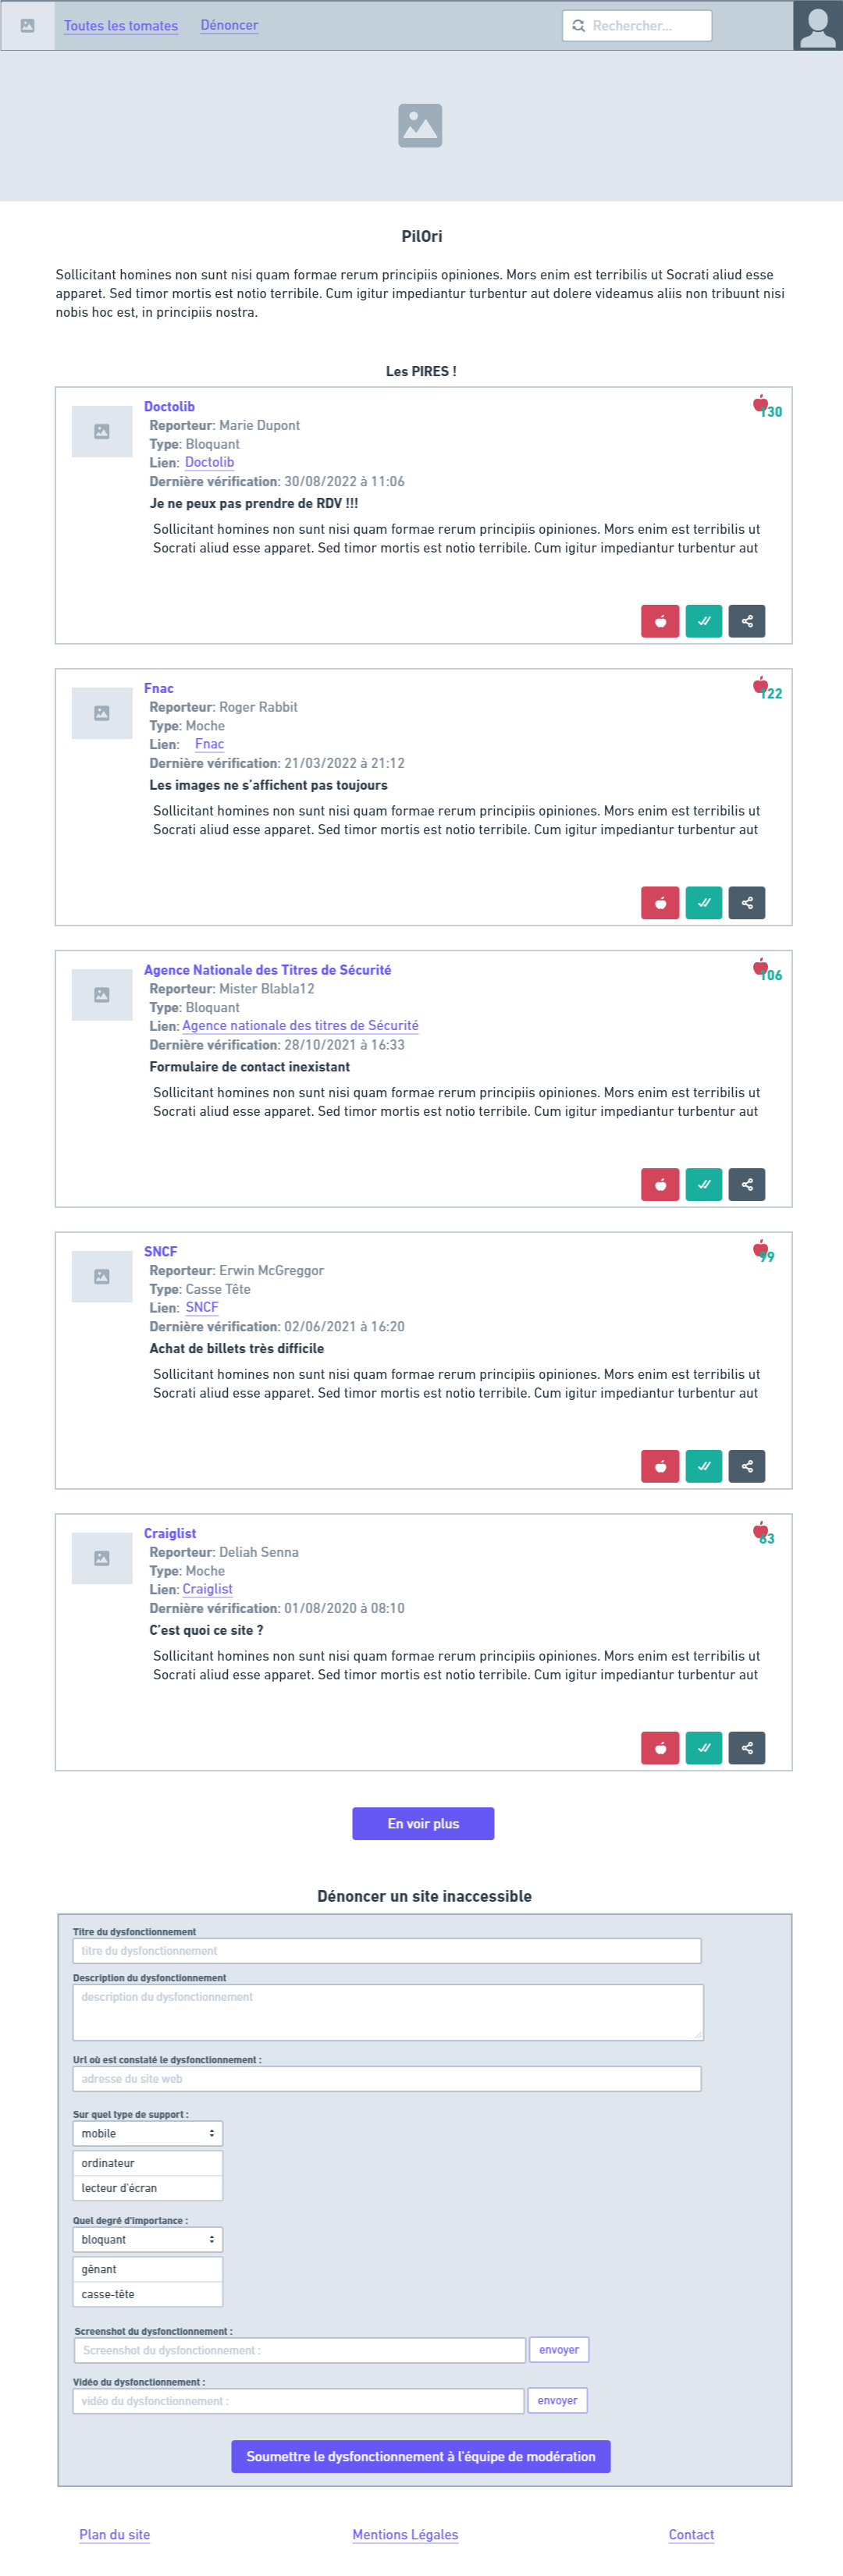 Toutes les tomates
Dénoncer
Rechercher...
PilOri
Sollicitant homines non sunt nisi quam formae rerum principiis opiniones. Mors enim est terribilis ut Socrati aliud esse
apparet. Sed timor mortis est notio terribile. Cum igitur impediantur turbentur aut dolere videamus aliis non tribuunt nisi
nobis hoc est, in principiis nostra.
Les PIRES !
Doctolib
130
Reporteur: Marie Dupont
Type: Bloquant
Lien: Doctolib
Dernière vérification: 30/08/2022 à 11:06
Je ne peux pas prendre de RDV !!!
Sollicitant homines non sunt nisi quam formae rerum principiis opiniones. Mors enim est terribilis ut
Socrati aliud esse apparet. Sed timor mortis est notio terribile. Cum igitur impediantur turbentur aut
Fnac
122
Reporteur: Roger Rabbit
Type: Moche
Lien: Fnac
Dernière vérification: 21/03/2022 à 21:12
Les images ne s'affichent pas toujours
Sollicitant homines non sunt nisi quam formae rerum principiis opiniones. Mors enim est terribilis ut
Socrati aliud esse apparet. Sed timor mortis est notio terribile. Cum igitur impediantur turbentur aut
Agence Nationale des Titres de Sécurité
106
Reporteur: Mister Blabla12
Type: Bloquant
Lien: Agence nationale des titres de Sécurité
Dernière vérification: 28/10/2021 à 16:33
Formulaire de contact inexistant
Sollicitant homines non sunt nisi quam formae rerum principiis opiniones. Mors enim est terribilis ut
Socrati aliud esse apparet. Sed timor mortis est notio terribile. Cum igitur impediantur turbentur aut
SNCF
99
Reporteur: Erwin McGreggor
Type: Casse Tête
Lien: SNCF
Dernière vérification: 02/06/2021 à 16:20
Achat de billets très difficile
Sollicitant homines non sunt nisi quam formae rerum principiis opiniones. Mors enim est terribilis ut
Socrati aliud esse apparet. Sed timor mortis est notio terribile. Cum igitur impediantur turbentur aut
Craiglist
63
Reporteur: Deliah Senna
Type: Moche
Lien: Craiglist
Dernière vérification: 01/08/2020 à 08:10
C'est quoi ce site ?
Sollicitant homines non sunt nisi quam formae rerum principiis opiniones. Mors enim est terribilis ut
Socrati aliud esse apparet. Sed timor mortis est notio terribile. Cum igitur impediantur turbentur aut
En voir plus
Dénoncer un site inaccessible
Titre du dysfonctionnement
titre du dysfonctionnement
Description du dysfonctionnement
description du dysfonctionnement
Url où est constaté le dysfonctionnement :
adresse du site web
Sur quel type de support :
mobile
ordinateur
lecteur d'écran
Quel degré d'importance :
bloquant
gênant
casse-tête
Screenshot du dysfonctionnement :
Screenshot du dysfonctionnement :
envoyer
Vidéo du dysfonctionnement :
vidéo du dysfonctionnement :
envoyer
Soumettre le dysfonctionnement à l'équipe de modération
Plan du site
Mentions Légales
Contact